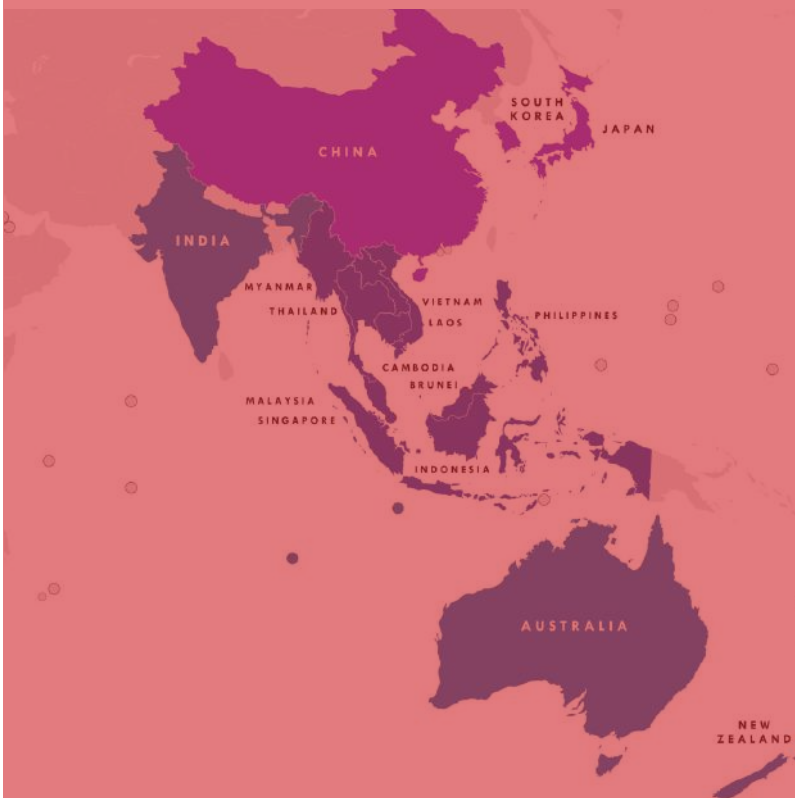 SOUTH
KOREA
JAPAN
CHINA
INDIA
MYANMAR
THAILAND
VIETNAM
LAOS
PHILIPPINES
CAMBODIA
BRUNEI
MALAYSIA
SINGAPORE
INDONESIA
AUSTRALIA
NEW
ZEALAND